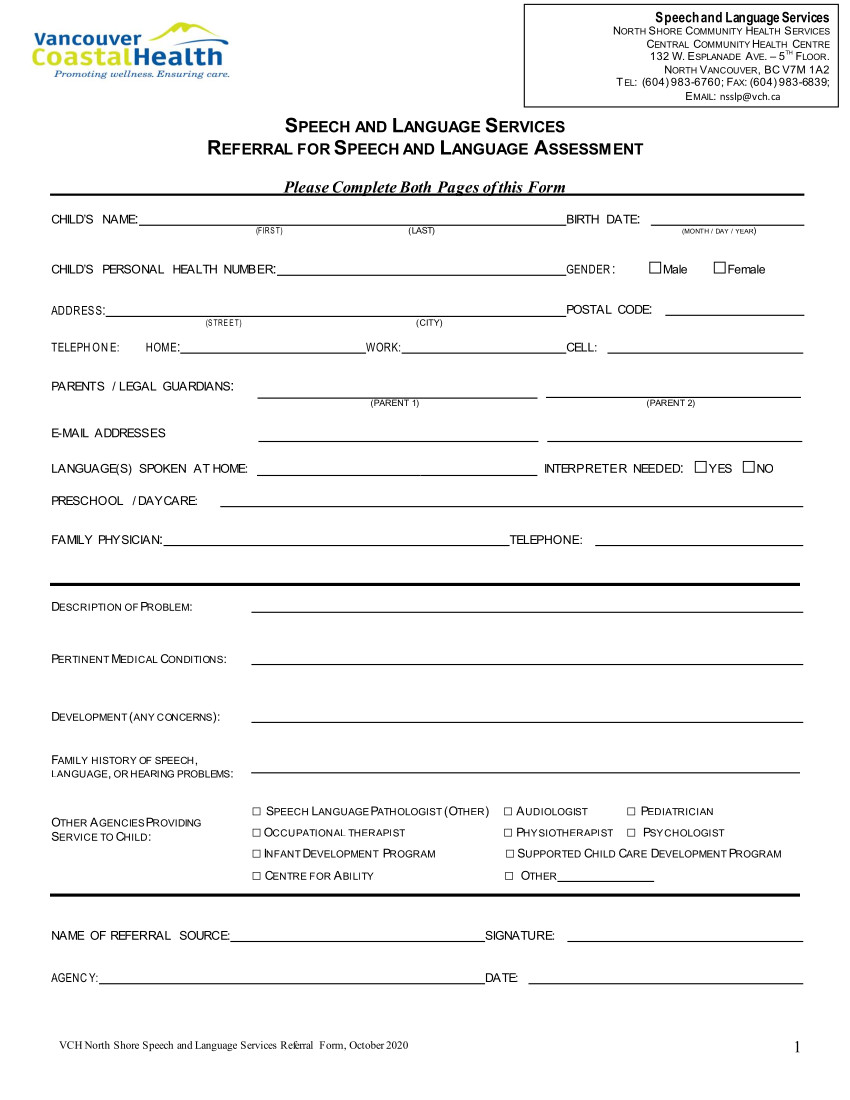 Vancouver
CoastalHealth
Promoting wellness. Ensuring care.
Speech and Language Services
NORTH SHORE COMMUNITY HEALTH SERVICES
CENTRAL COMMUNITY HEALTH CENTRE
132 W. ESPLANADE AVE. – 5TH FLOOR.
NORTH VANCOUVER, BC V7M 1A2
TEL: (604) 983-6760; FAX: (604) 983-6839;
EMAIL: nsslp@vch.ca
SPEECH AND LANGUAGE SERVICES
REFERRAL FOR SPEECH AND LANGUAGE ASSESSMENT
Please Complete Both Pages of this Form
CHILD'S NAME: BIRTH DATE:
(FIRST) (LAST) (MONTH / DAY / YEAR)
CHILD'S PERSONAL HEALTH NUMBER: GENDER: ☐Male ☐Female
ADDRESS: POSTAL CODE:
(STREET) (CITY)
TELEPHONE: HOME: WORK: CELL:
PARENTS / LEGAL GUARDIANS:
(PARENT 1) (PARENT 2)
E-MAIL ADDRESSES
LANGUAGE(S) SPOKEN AT HOME: INTERPRETER NEEDED: ☐YES ☐NO
PRESCHOOL / DAYCARE:
FAMILY PHYSICIAN: TELEPHONE:
DESCRIPTION OF PROBLEM:
PERTINENT MEDICAL CONDITIONS:
DEVELOPMENT (ANY CONCERNS):
FAMILY HISTORY OF SPEECH,
LANGUAGE, OR HEARING PROBLEMS:
OTHER AGENCIES PROVIDING
SERVICE TO CHILD:
☐ SPEECH LANGUAGE PATHOLOGIST (OTHER) ☐ AUDIOLOGIST ☐ PEDIATRICIAN
☐ OCCUPATIONAL THERAPIST ☐ PHYSIOTHERAPIST ☐ PSYCHOLOGIST
☐ INFANT DEVELOPMENT PROGRAM ☐ SUPPORTED CHILD CARE DEVELOPMENT PROGRAM
☐ CENTRE FOR ABILITY ☐ OTHER
NAME OF REFERRAL SOURCE: SIGNATURE:
AGENCY: DATE:
VCH North Shore Speech and Language Services Referral Form, October 2020 1